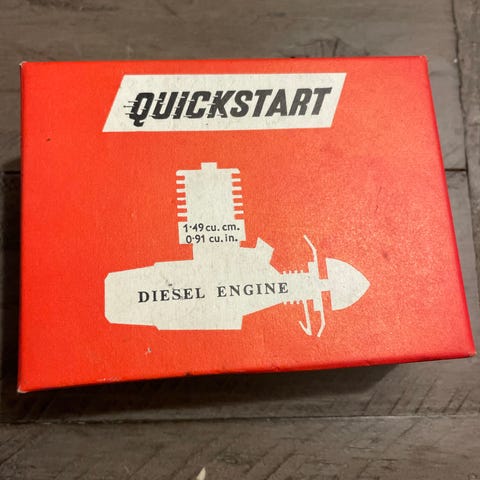 QUICKSTART
1·49 cu. cm.
0·91 cu. in.
DIESEL ENGINE